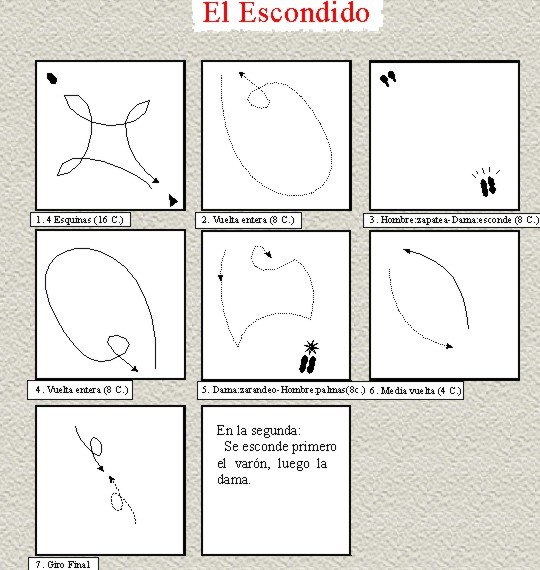 El Escondido
1. 4 Esquinas (16 C.)
2. Vuelta entera (8 C.)
3. Hombre:zapatea-Dama:esconde (8 C.)
4. Vuelta entera (8 C.)
5. Dama:zarandeo-Hombre:palmas(8c.)
6. Media vuelta (4 C.)
7. Giro Final
En la segunda:
Se esconde primero
el varón, luego la
dama.